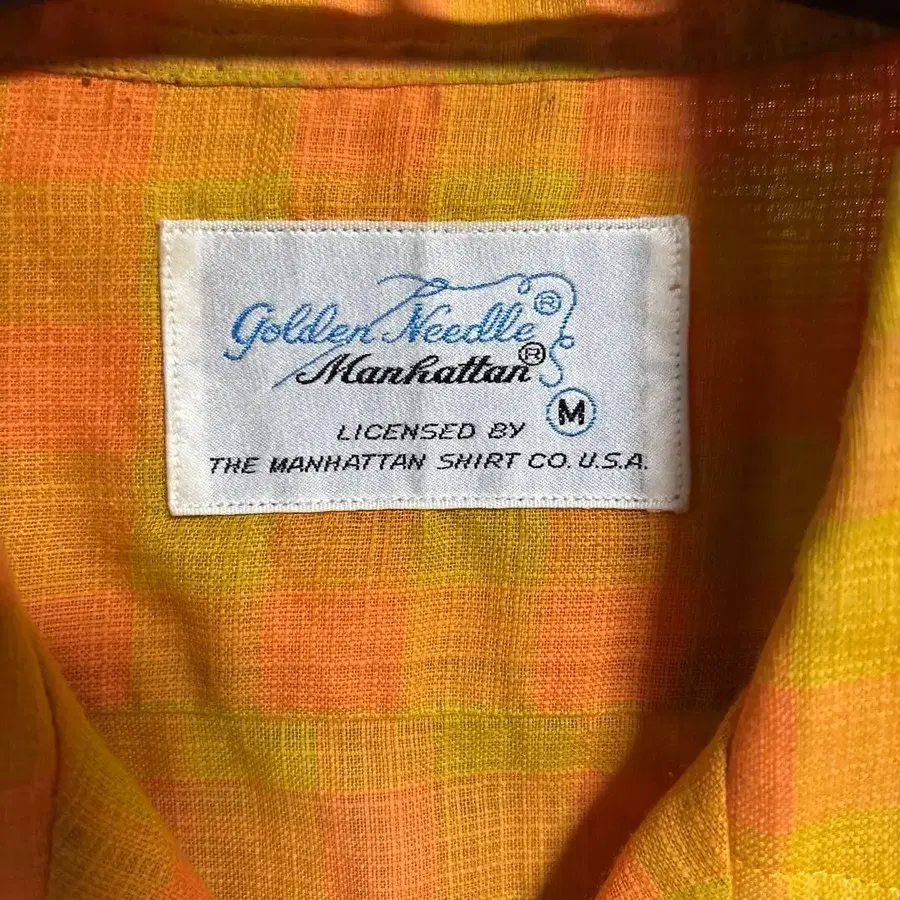 Golden Needle®
Manhattan®
M
LICENSED BY
THE MANHATTAN SHIRT CO. U.S.A.